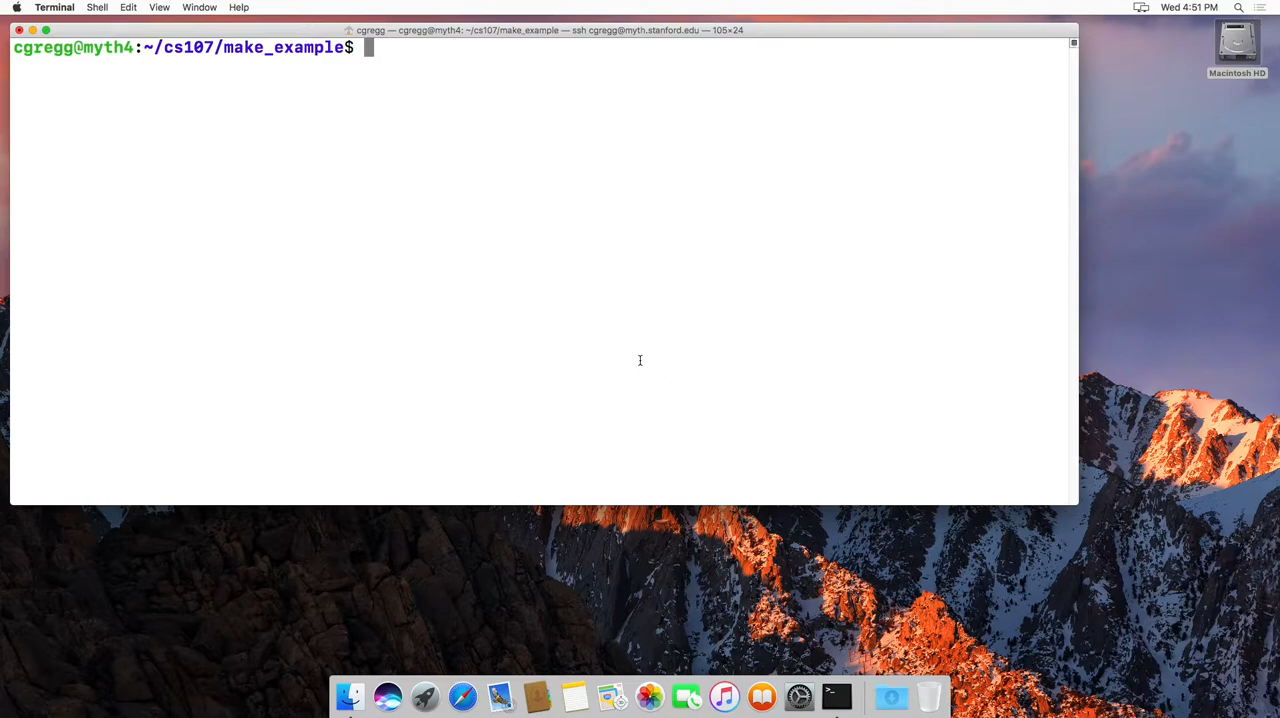 Terminal Shell Edit View Window Help Wed 4:51 PM
cgregg — cgregg@myth4: ~/cs107/make_example — ssh cgregg@myth.stanford.edu — 105×24
cgregg@myth4:~/cs107/make_example$
Macintosh HD